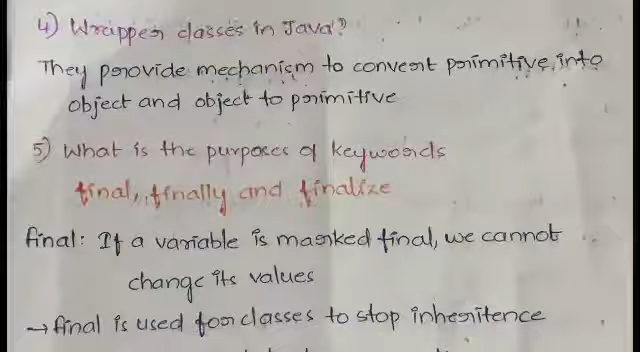 4) Wrapper classes in Java?
They provide mechanism to convert primitive into
object and object to primitive
5) What is the purposes of keywords
final, finally and finalize
final: If a variable is marked final, we cannot
change its values
→ final is used for classes to stop inheritence